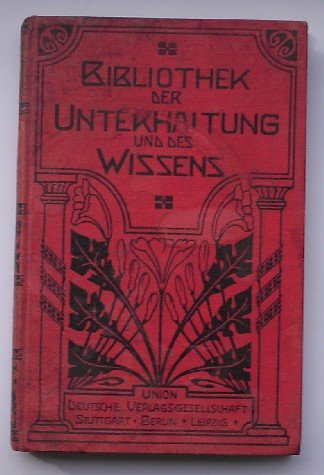 BIBLIOTHEK
DER
UNTERHALTUNG
UND DES
WISSENS
UNION
DEUTSCHE VERLAGSGESELLSCHAFT
STUTTGART • BERLIN • LEIPZIG •